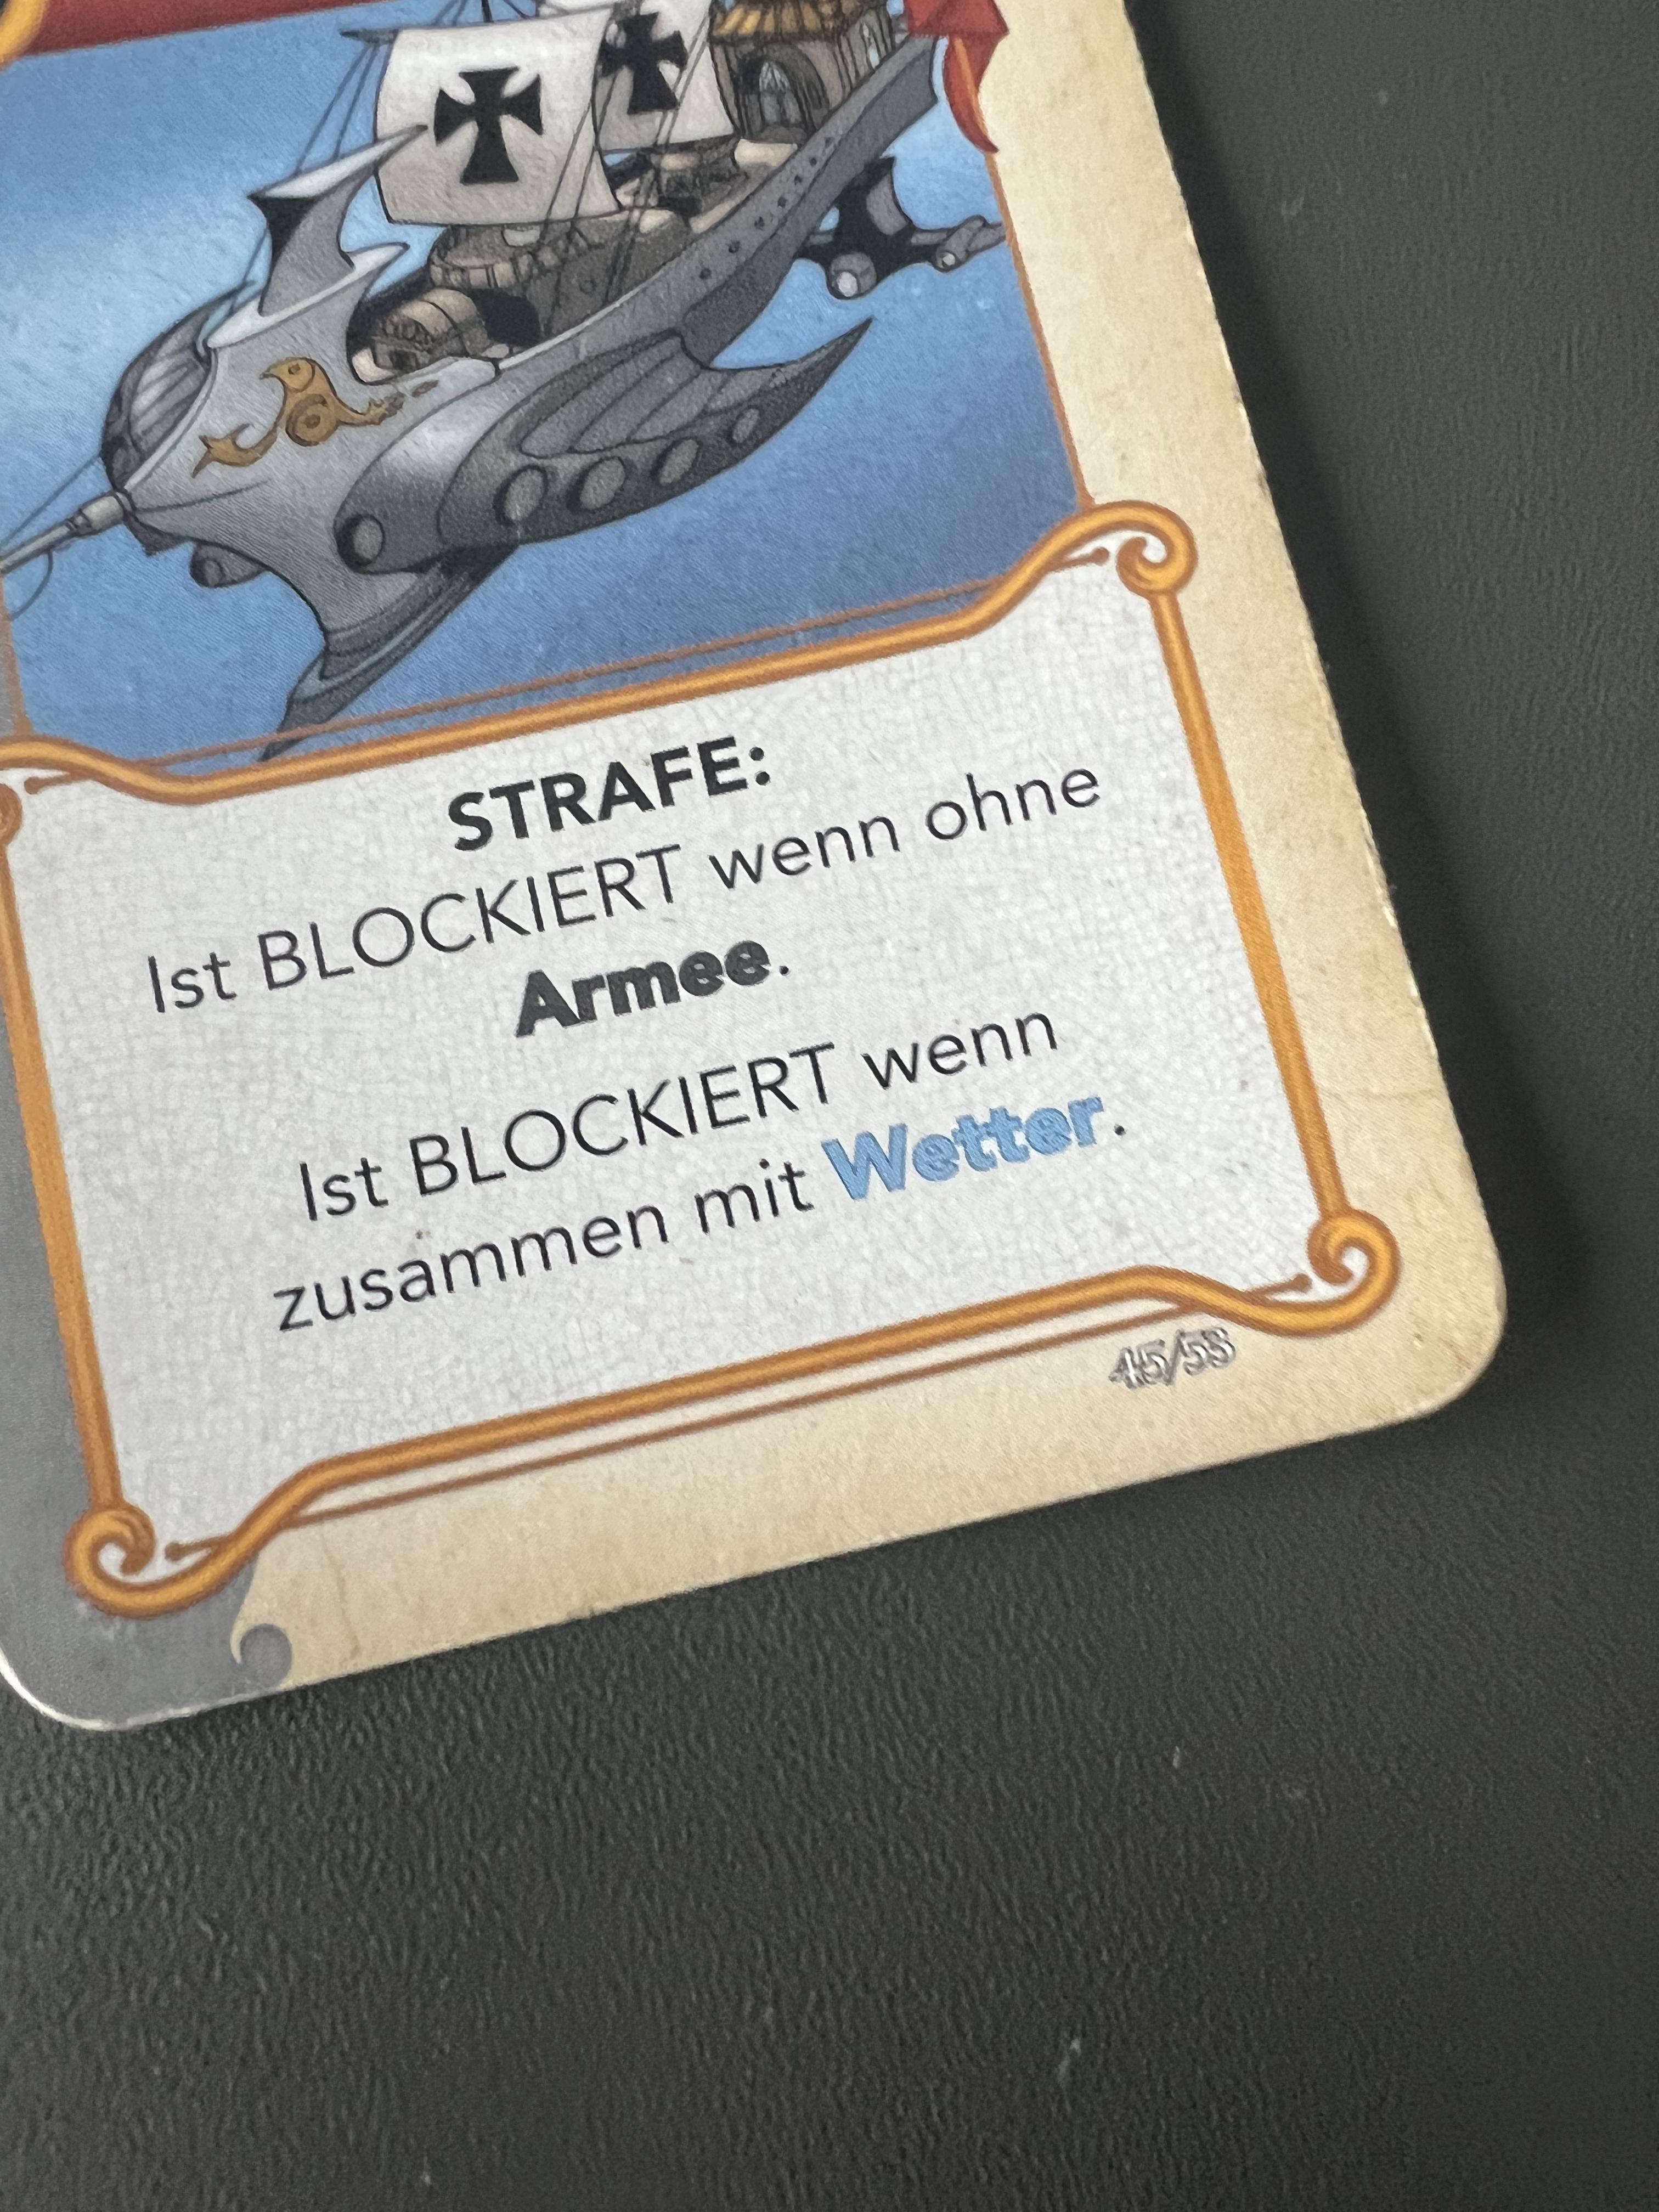 STRAFE:
Ist BLOCKIERT wenn ohne
Armee.
Ist BLOCKIERT wenn
zusammen mit Wetter.
45/53